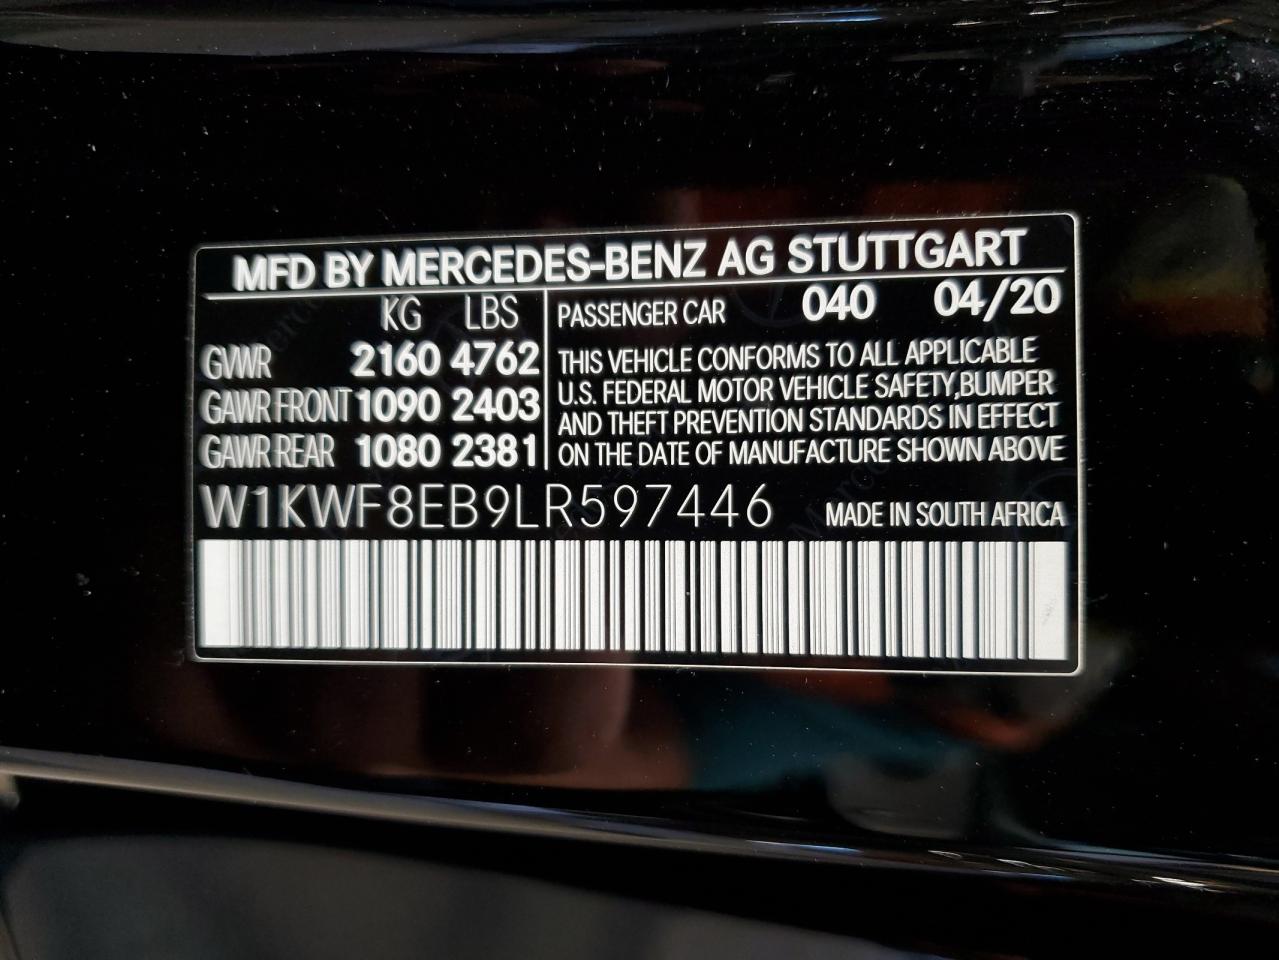 MFD BY MERCEDES-BENZ AG STUTTGART
KG LBS
GVWR 2160 4762
GAWR FRONT 1090 2403
GAWR REAR 1080 2381
PASSENGER CAR 040 04/20
THIS VEHICLE CONFORMS TO ALL APPLICABLE
U.S. FEDERAL MOTOR VEHICLE SAFETY,BUMPER
AND THEFT PREVENTION STANDARDS IN EFFECT
ON THE DATE OF MANUFACTURE SHOWN ABOVE
W1KWF8EB9LR597446 MADE IN SOUTH AFRICA